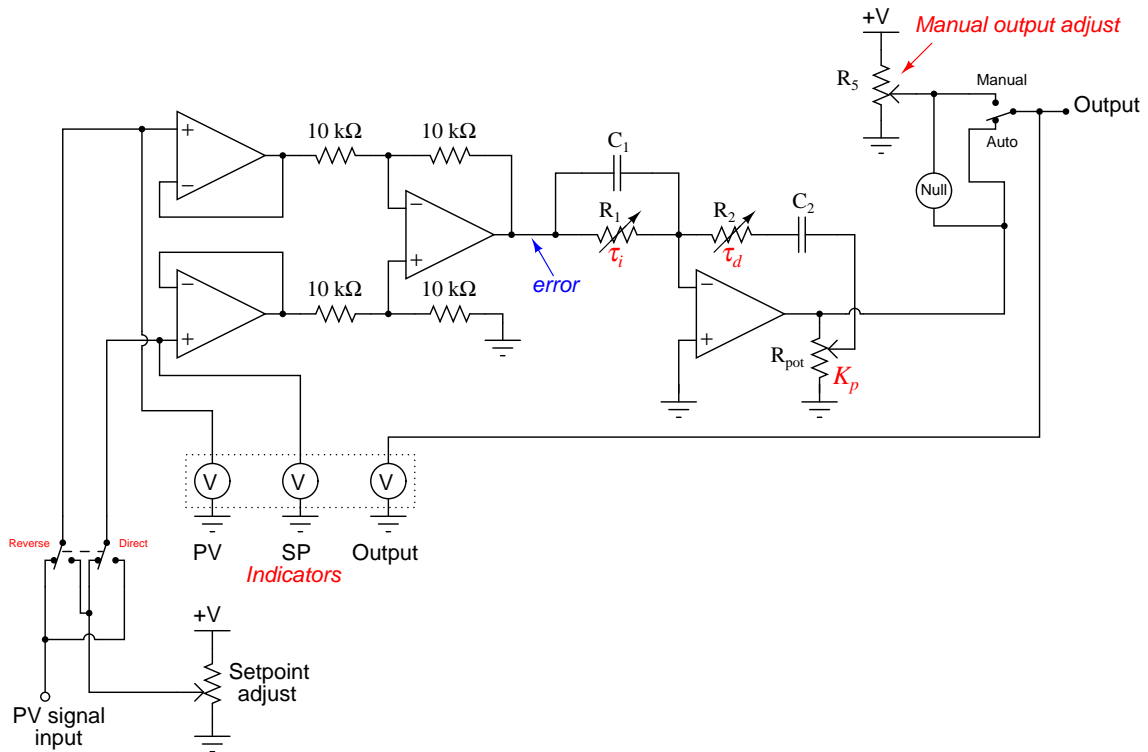 +V
Manual output adjust
R5
Manual
Output
Auto
Null
10 kΩ
10 kΩ
+
−
C1
R1
τi
R2
τd
C2
−
+
error
−
+
10 kΩ
10 kΩ
−
+
Rpot
Kp
V
V
V
PV
SP
Output
Indicators
Reverse
Direct
+V
Setpoint
adjust
PV signal
input